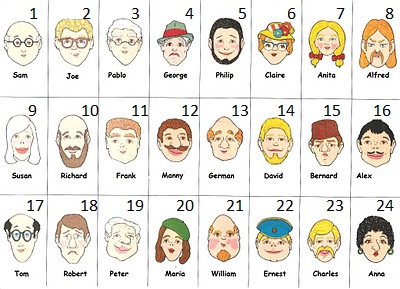 1 2 3 4 5 6 7 8
Sam Joe Pablo George Philip Claire Anita Alfred
9 10 11 12 13 14 15 16
Susan Richard Frank Manny German David Bernard Alex
17 18 19 20 21 22 23 24
Tom Robert Peter Maria William Ernest Charles Anna